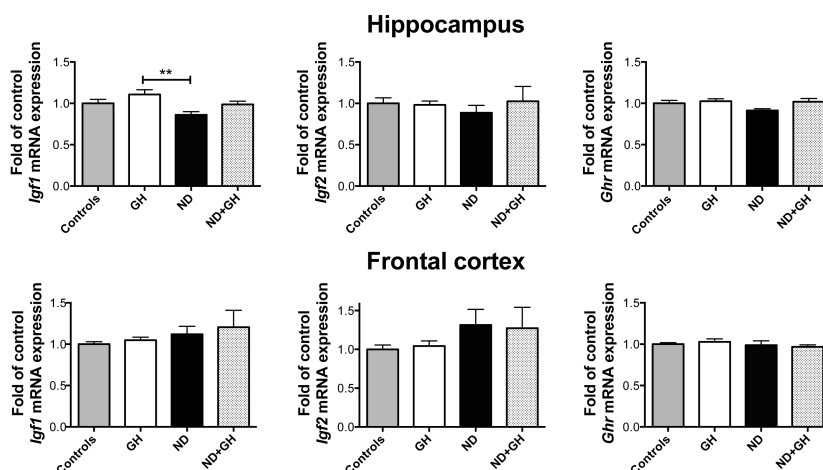 Hippocampus
Fold of control
Igf1 mRNA expression
1.5
1.0
0.5
0.0
**
Controls
GH
ND
ND+GH
Fold of control
Igf2 mRNA expression
1.5
1.0
0.5
0.0
Controls
GH
ND
ND+GH
Fold of control
Ghr mRNA expression
1.5
1.0
0.5
0.0
Controls
GH
ND
ND+GH
Frontal cortex
Fold of control
Igf1 mRNA expression
1.5
1.0
0.5
0.0
Controls
GH
ND
ND+GH
Fold of control
Igf2 mRNA expression
1.5
1.0
0.5
0.0
Controls
GH
ND
ND+GH
Fold of control
Ghr mRNA expression
1.5
1.0
0.5
0.0
Controls
GH
ND
ND+GH